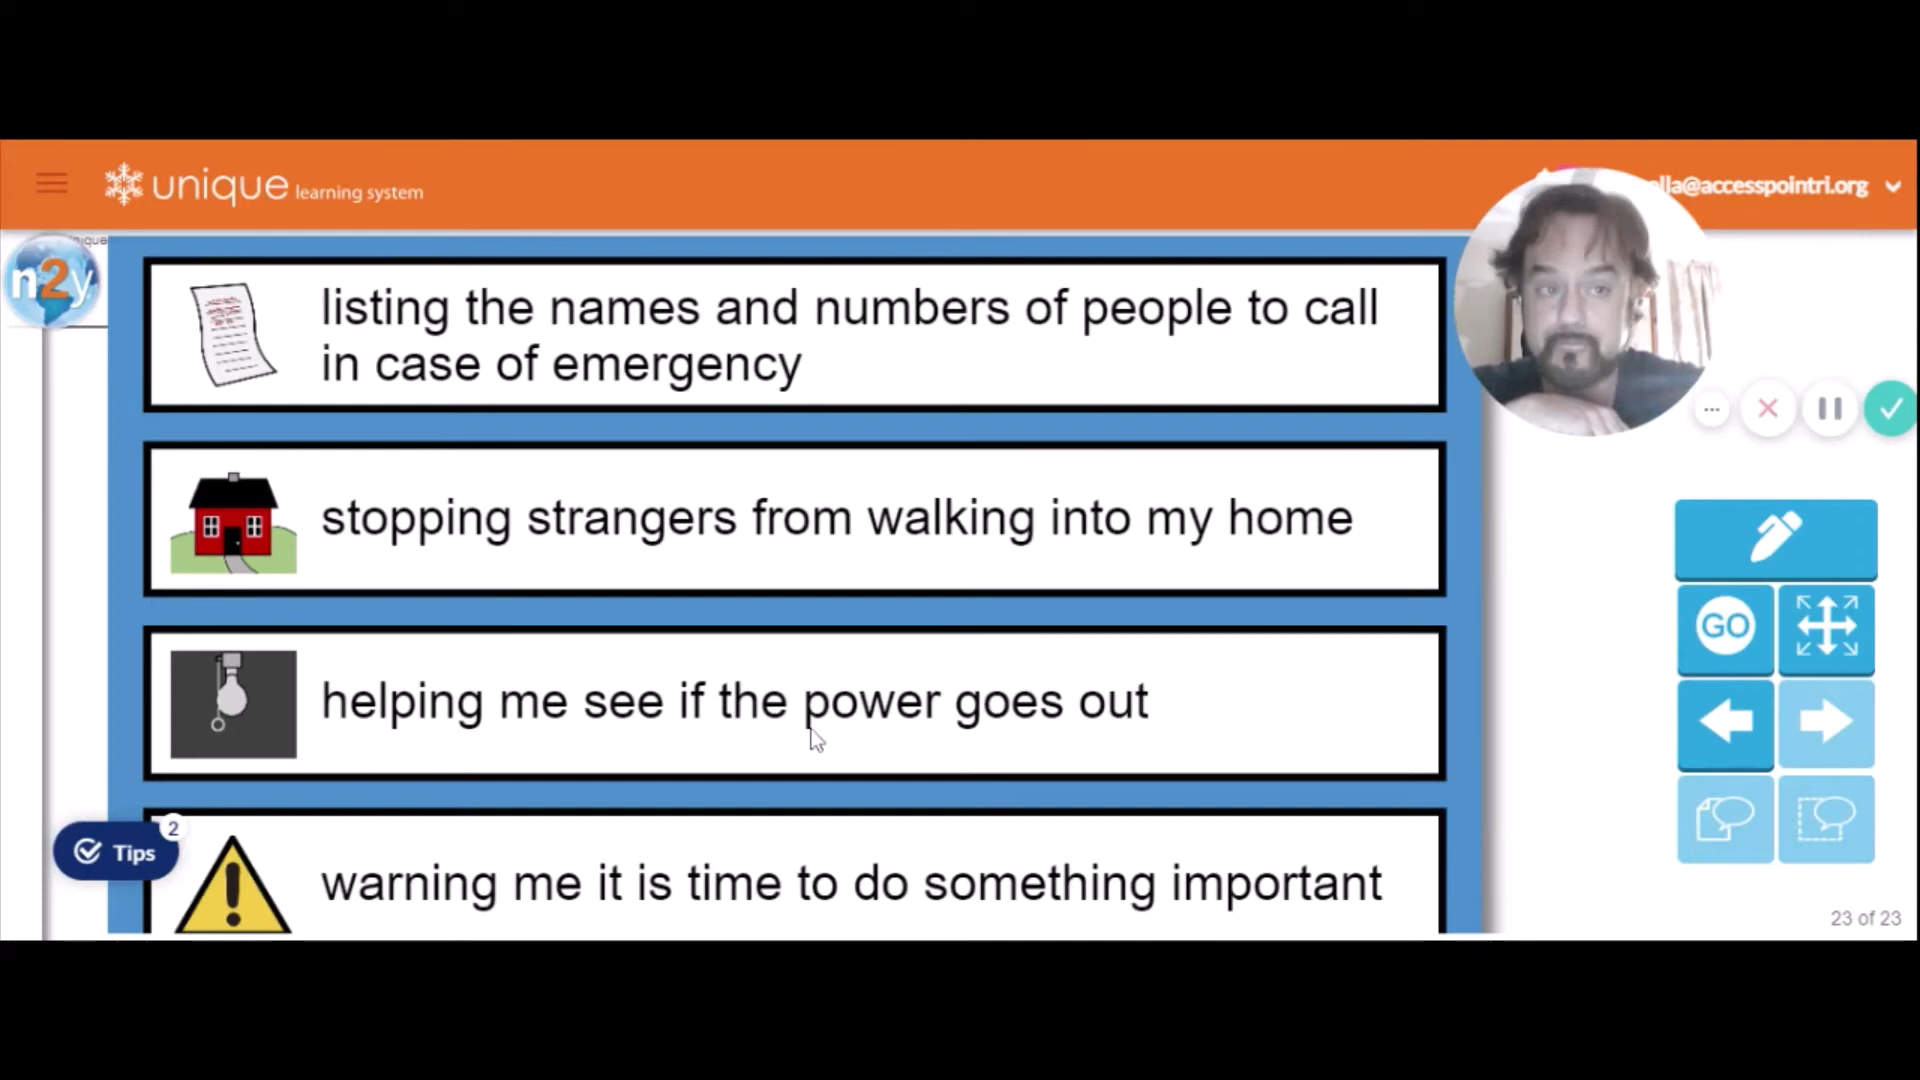 unique learning system
lla@accesspointri.org
n2y
listing the names and numbers of people to call
in case of emergency
stopping strangers from walking into my home
GO
helping me see if the power goes out
2
Tips
warning me it is time to do something important
23 of 23